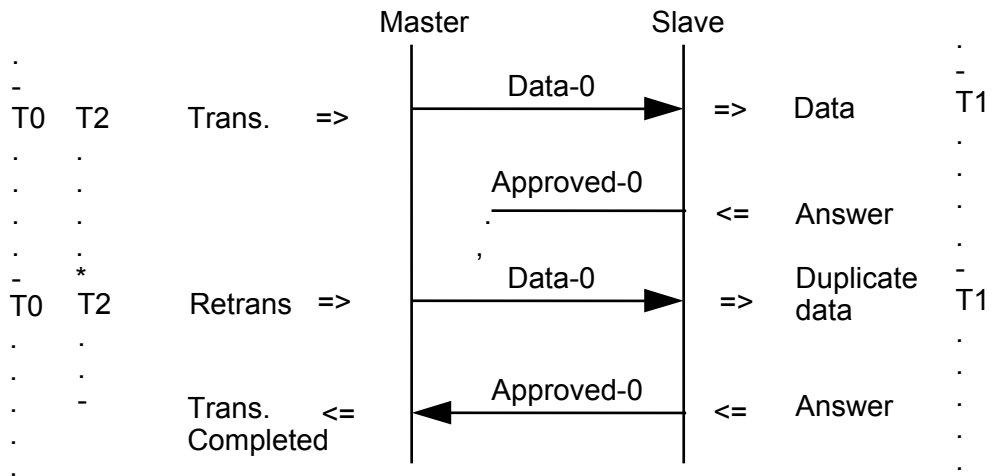 Master Slave
.
-
T0 T2 Trans. => Data-0 => Data T1
Approved-0
<= Answer
*
-
T0 T2 Retrans => Data-0 => Duplicate data T1
Approved-0
- Trans. Completed <= <= Answer